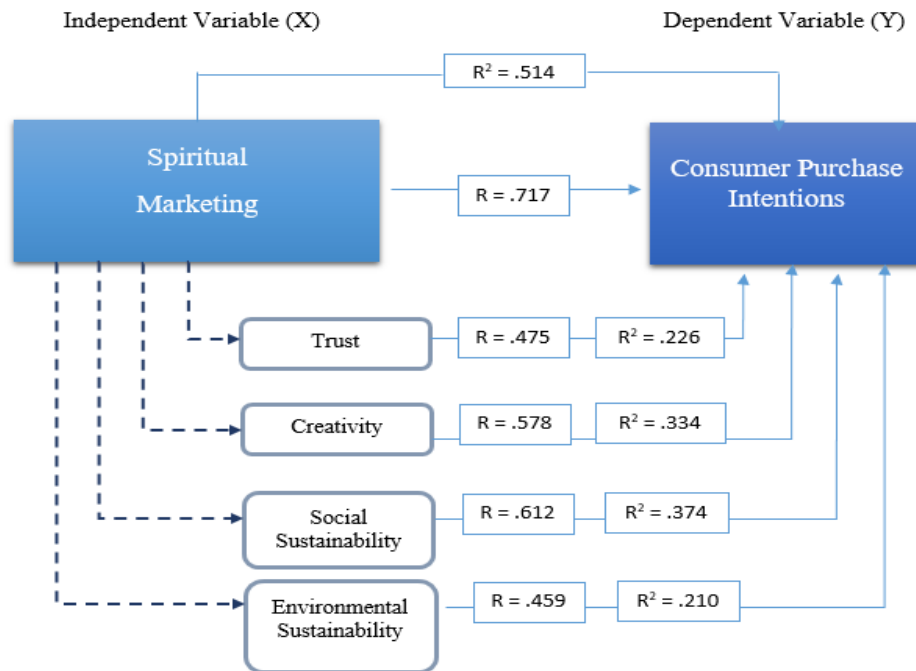 Independent Variable (X)
Dependent Variable (Y)
R² = .514
Spiritual
Marketing
R = .717
Consumer Purchase
Intentions
Trust
R = .475
R² = .226
Creativity
R = .578
R² = .334
Social
Sustainability
R = .612
R² = .374
Environmental
Sustainability
R = .459
R² = .210